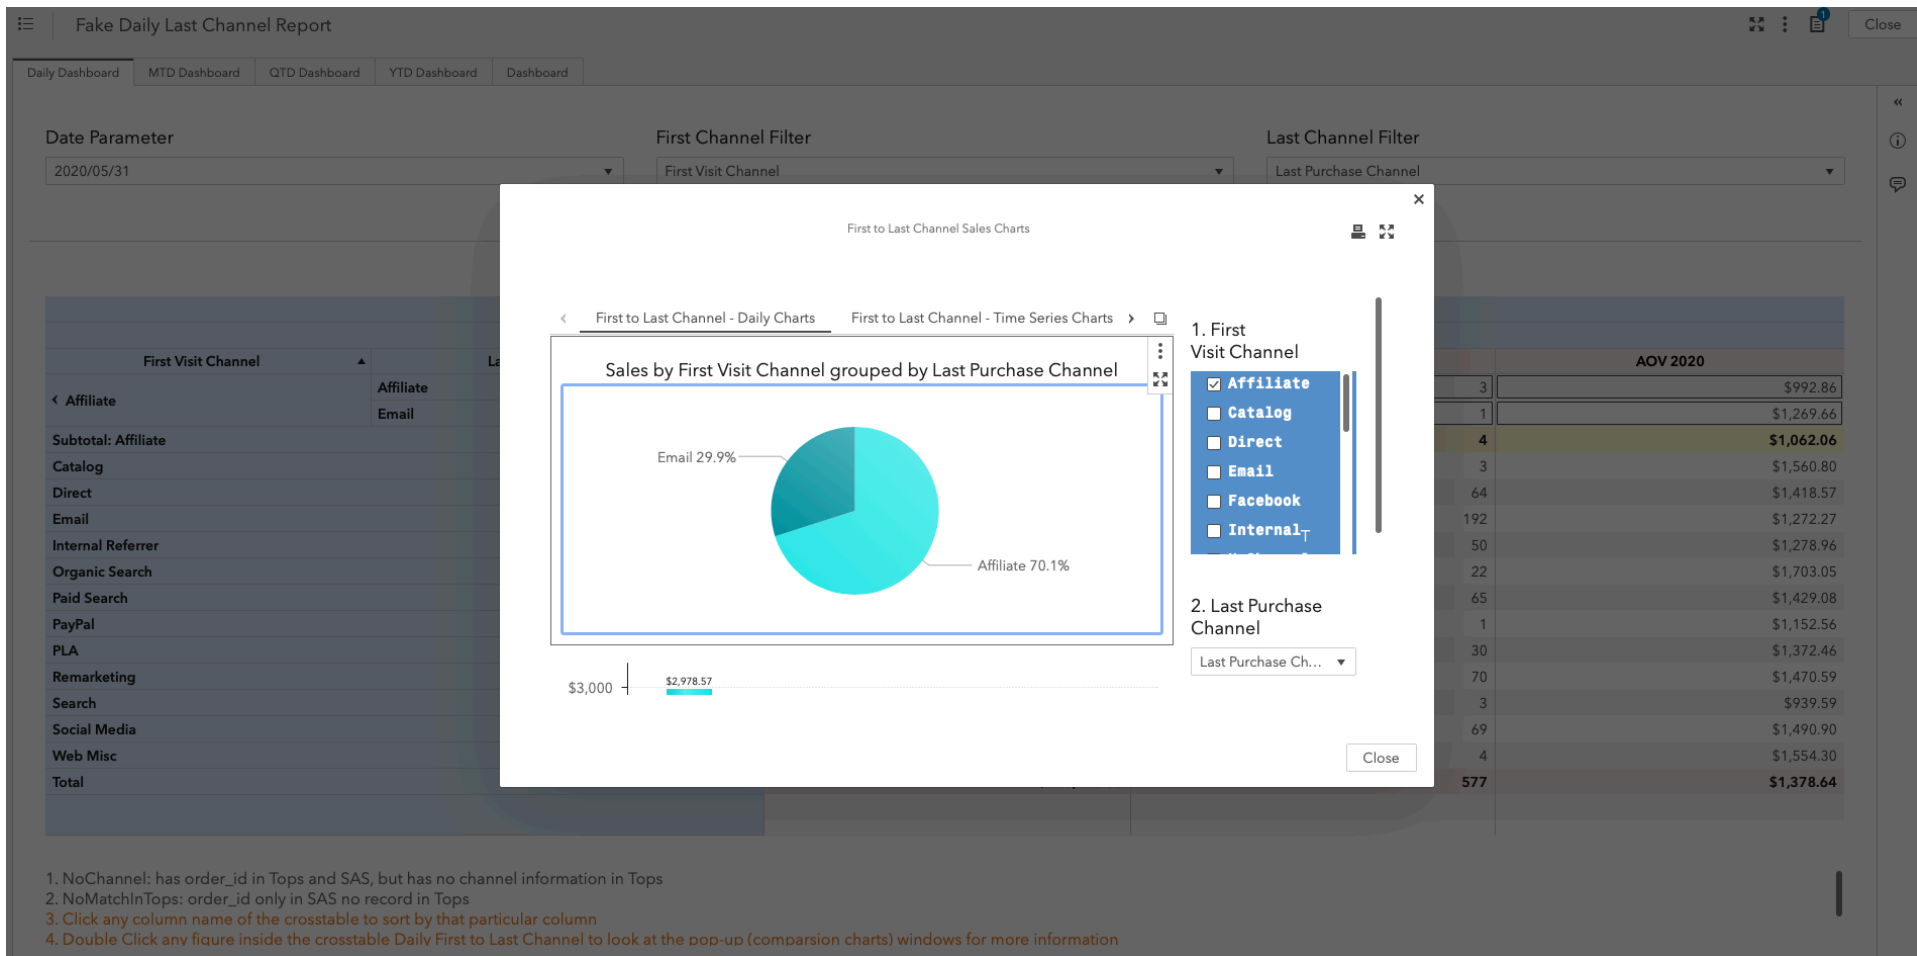 Fake Daily Last Channel Report
1
Close
Daily Dashboard
MTD Dashboard
QTD Dashboard
YTD Dashboard
Dashboard
Date Parameter
First Channel Filter
Last Channel Filter
2020/05/31
First Visit Channel
Last Purchase Channel
First to Last Channel Sales Charts
First to Last Channel - Daily Charts
First to Last Channel - Time Series Charts
Sales by First Visit Channel grouped by Last Purchase Channel
Email 29.9%
Affiliate 70.1%
$3,000
$2,978.57
1. First
Visit Channel
Affiliate
Catalog
Direct
Email
Facebook
Internal
2. Last Purchase
Channel
Last Purchase Ch...
Close
First Visit Channel
AOV 2020
Affiliate
Affiliate 3 $992.86
Email 1 $1,269.66
Subtotal: Affiliate 4 $1,062.06
Catalog 3 $1,560.80
Direct 64 $1,418.57
Email 192 $1,272.27
Internal Referrer 50 $1,278.96
Organic Search 22 $1,703.05
Paid Search 65 $1,429.08
PayPal 1 $1,152.56
PLA 30 $1,372.46
Remarketing 70 $1,470.59
Search 3 $939.59
Social Media 69 $1,490.90
Web Misc 4 $1,554.30
Total 577 $1,378.64
1. NoChannel: has order_id in Tops and SAS, but has no channel information in Tops
2. NoMatchInTops: order_id only in SAS no record in Tops
3. Click any column name of the crosstable to sort by that particular column
4. Double Click any figure inside the crosstable Daily First to Last Channel to look at the pop-up (comparsion charts) windows for more information